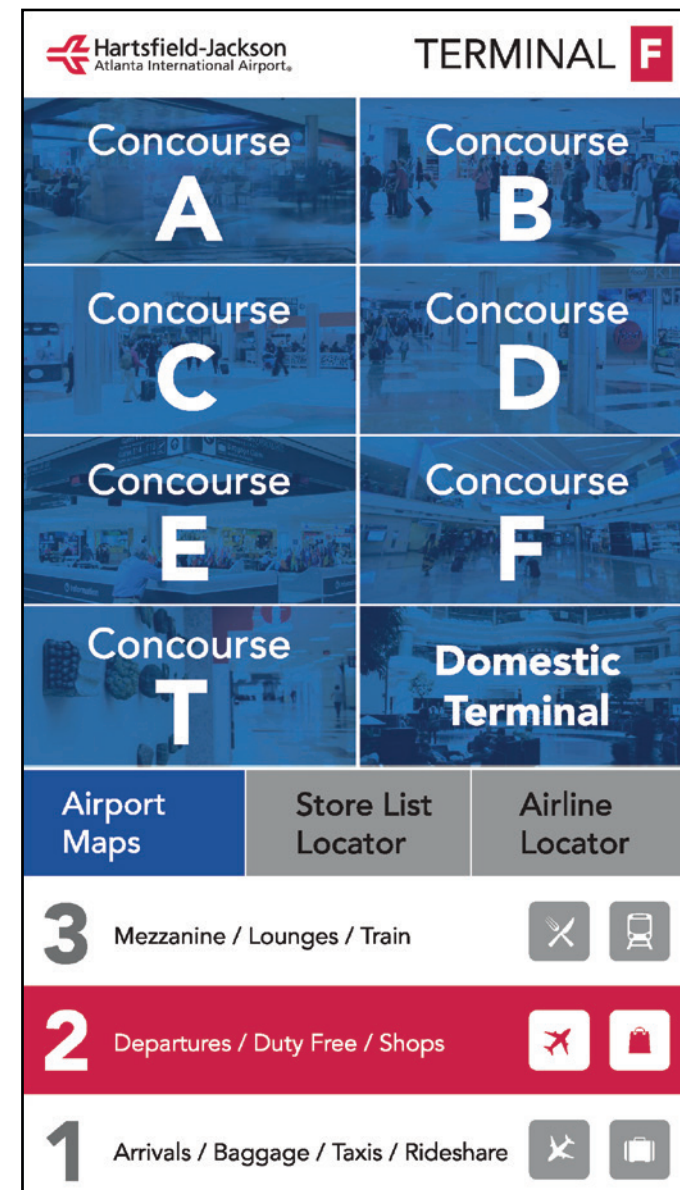 Hartsfield-Jackson
Atlanta International Airport®
TERMINAL F
Concourse
A
Concourse
B
Concourse
C
Concourse
D
Concourse
E
Concourse
F
Concourse
T
Domestic
Terminal
Airport
Maps
Store List
Locator
Airline
Locator
3 Mezzanine / Lounges / Train
2 Departures / Duty Free / Shops
1 Arrivals / Baggage / Taxis / Rideshare